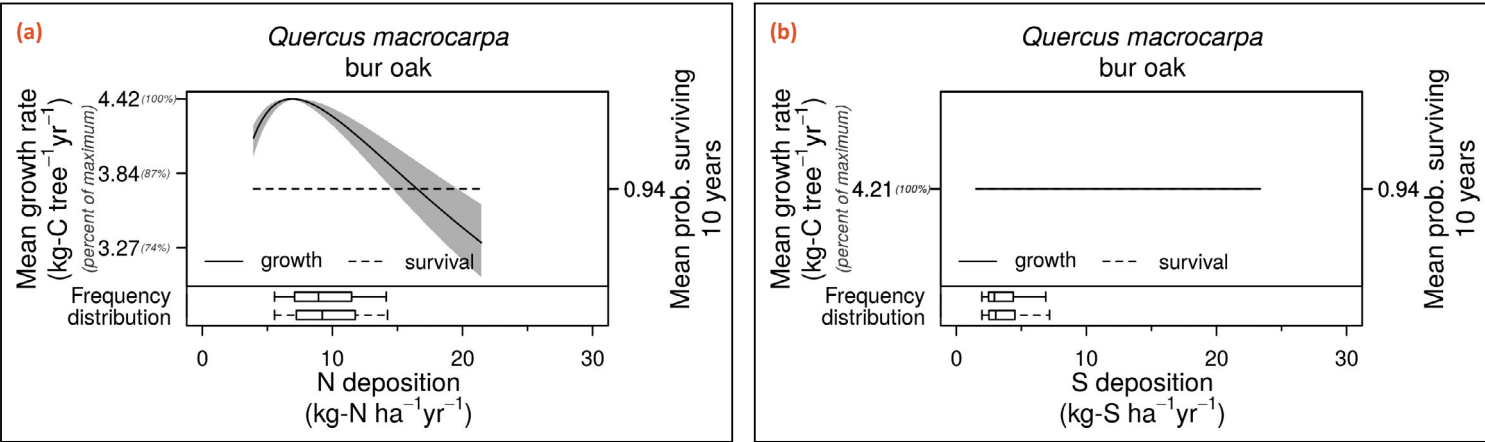 (a)
Quercus macrocarpa
bur oak
Mean growth rate
(kg-C tree⁻¹yr⁻¹)
(percent of maximum)
4.42(100%)
3.84(87%)
3.27(74%)
growth
survival
0.94
Mean prob. surviving
10 years
Frequency
distribution
0 10 20 30
N deposition
(kg-N ha⁻¹yr⁻¹)
(b)
Quercus macrocarpa
bur oak
Mean growth rate
(kg-C tree⁻¹yr⁻¹)
(percent of maximum)
4.21(100%)
growth
survival
0.94
Mean prob. surviving
10 years
Frequency
distribution
0 10 20 30
S deposition
(kg-S ha⁻¹yr⁻¹)